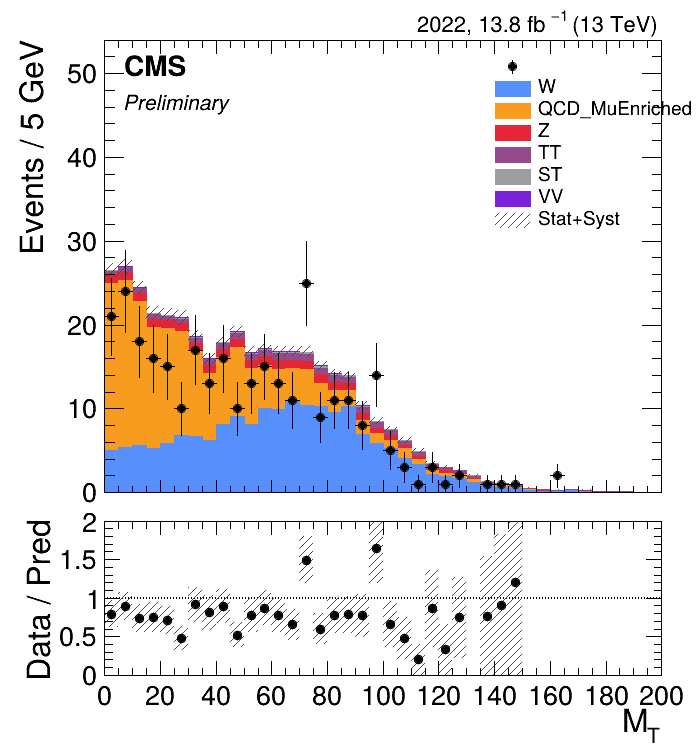 2022, 13.8 fb⁻¹ (13 TeV)
CMS
Preliminary
W
QCD_MuEnriched
Z
TT
ST
VV
Stat+Syst
Events / 5 GeV
50
40
30
20
10
0
Data / Pred
2
1.5
1
0.5
0
0 20 40 60 80 100 120 140 160 180 200
M_T